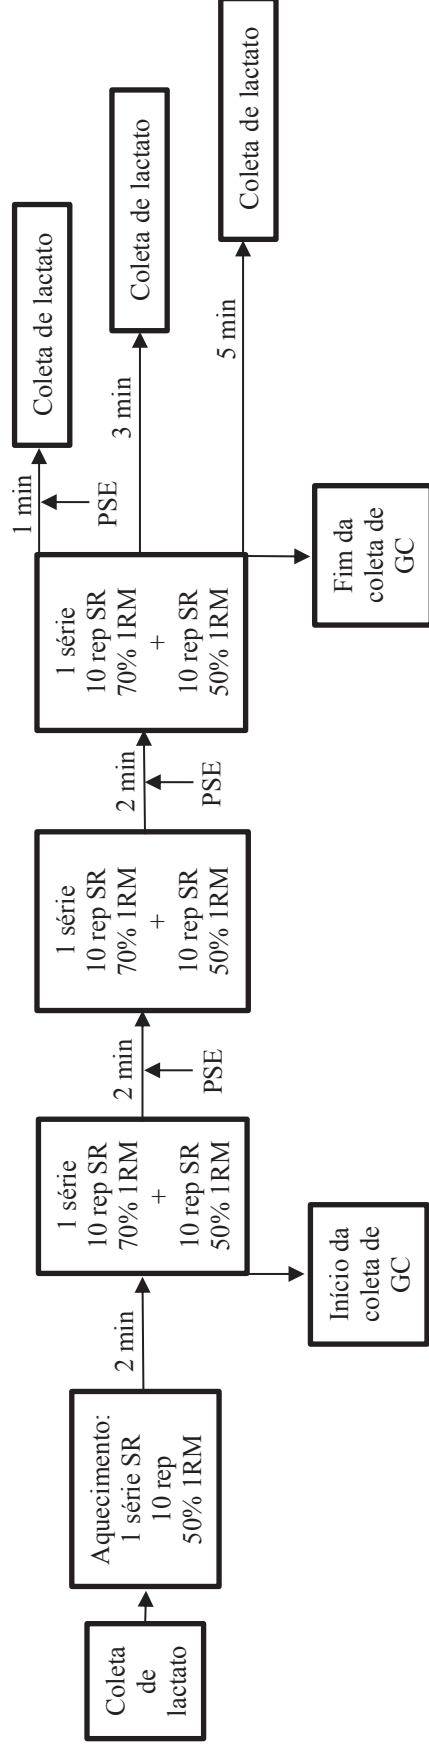 Coleta
de
lactato
Aquecimento:
1 série SR
10 rep
50% 1RM
2 min
1 série
10 rep SR
70% 1RM
+
10 rep SR
50% 1RM
Início da
coleta de
GC
2 min
PSE
1 série
10 rep SR
70% 1RM
+
10 rep SR
50% 1RM
2 min
PSE
1 série
10 rep SR
70% 1RM
+
10 rep SR
50% 1RM
Fim da
coleta de
GC
1 min
PSE
Coleta de lactato
3 min
Coleta de lactato
5 min
Coleta de lactato